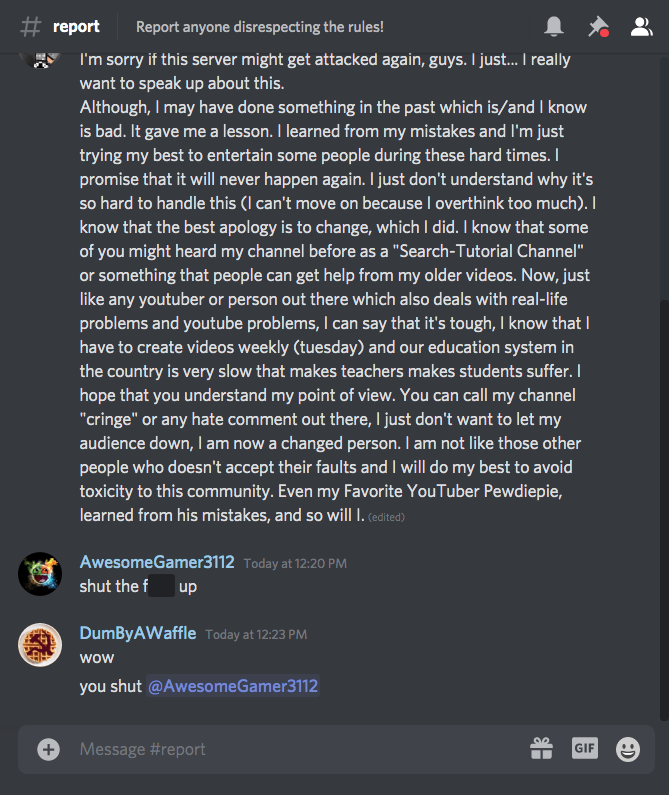 # report Report anyone disrespecting the rules!
I'm sorry if this server might get attacked again, guys. I just... I really
want to speak up about this.
Although, I may have done something in the past which is/and I know
is bad. It gave me a lesson. I learned from my mistakes and I'm just
trying my best to entertain some people during these hard times. I
promise that it will never happen again. I just don't understand why it's
so hard to handle this (I can't move on because I overthink too much). I
know that the best apology is to change, which I did. I know that some
of you might heard my channel before as a "Search-Tutorial Channel"
or something that people can get help from my older videos. Now, just
like any youtuber or person out there which also deals with real-life
problems and youtube problems, I can say that it's tough, I know that I
have to create videos weekly (tuesday) and our education system in
the country is very slow that makes teachers makes students suffer. I
hope that you understand my point of view. You can call my channel
"cringe" or any hate comment out there, I just don't want to let my
audience down, I am now a changed person. I am not like those other
people who doesn't accept their faults and I will do my best to avoid
toxicity to this community. Even my Favorite YouTuber Pewdiepie,
learned from his mistakes, and so will I. (edited)
AwesomeGamer3112 Today at 12:20 PM
shut the f up
DumByAWaffle Today at 12:23 PM
wow
you shut @AwesomeGamer3112
Message #report
GIF